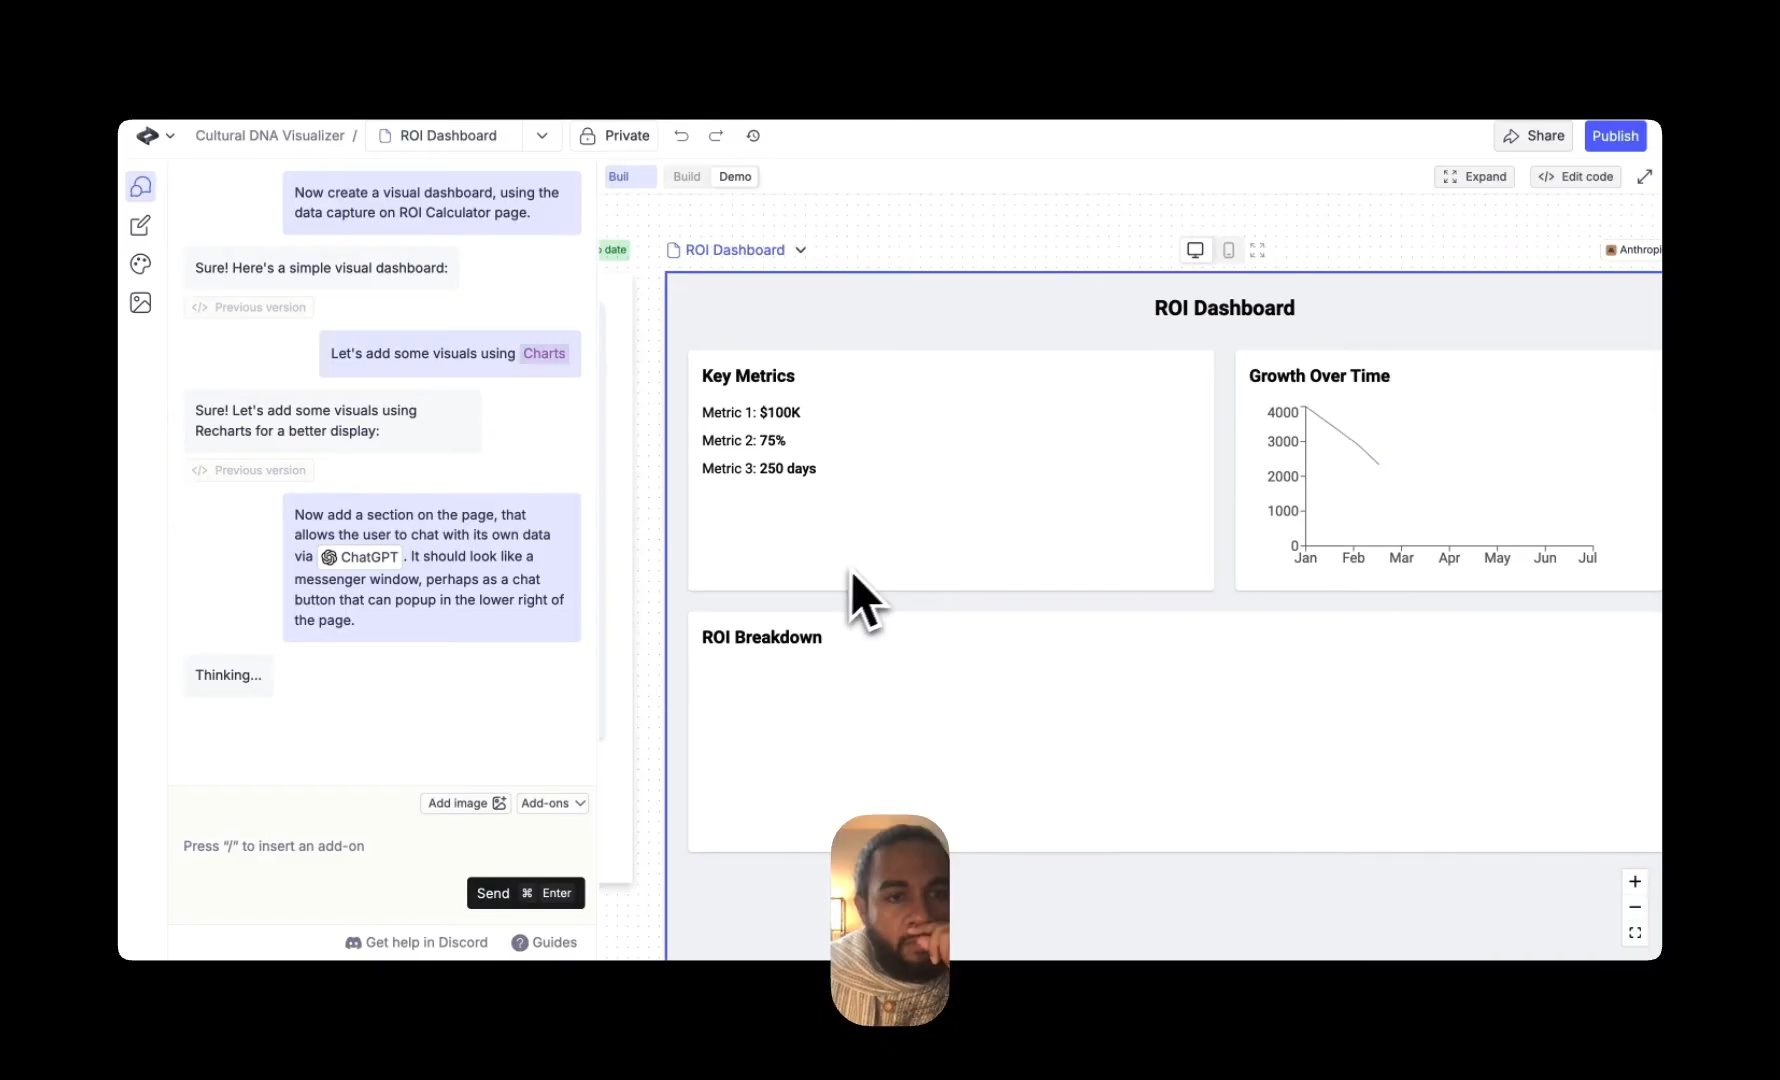 Cultural DNA Visualizer / ROI Dashboard Private Share Publish
Now create a visual dashboard, using the
data capture on ROI Calculator page.
Sure! Here's a simple visual dashboard:
</> Previous version
Let's add some visuals using Charts
Sure! Let's add some visuals using
Recharts for a better display:
</> Previous version
Now add a section on the page, that
allows the user to chat with its own data
via ChatGPT . It should look like a
messenger window, perhaps as a chat
button that can popup in the lower right of
the page.
Thinking...
Add image Add-ons
Press "/" to insert an add-on
Send ⌘ Enter
Get help in Discord ? Guides
Buil Build Demo Expand </> Edit code
date ROI Dashboard Anthropi
ROI Dashboard
Key Metrics
Metric 1: $100K
Metric 2: 75%
Metric 3: 250 days
Growth Over Time
4000
3000
2000
1000
0
Jan Feb Mar Apr May Jun Jul
ROI Breakdown
+
−